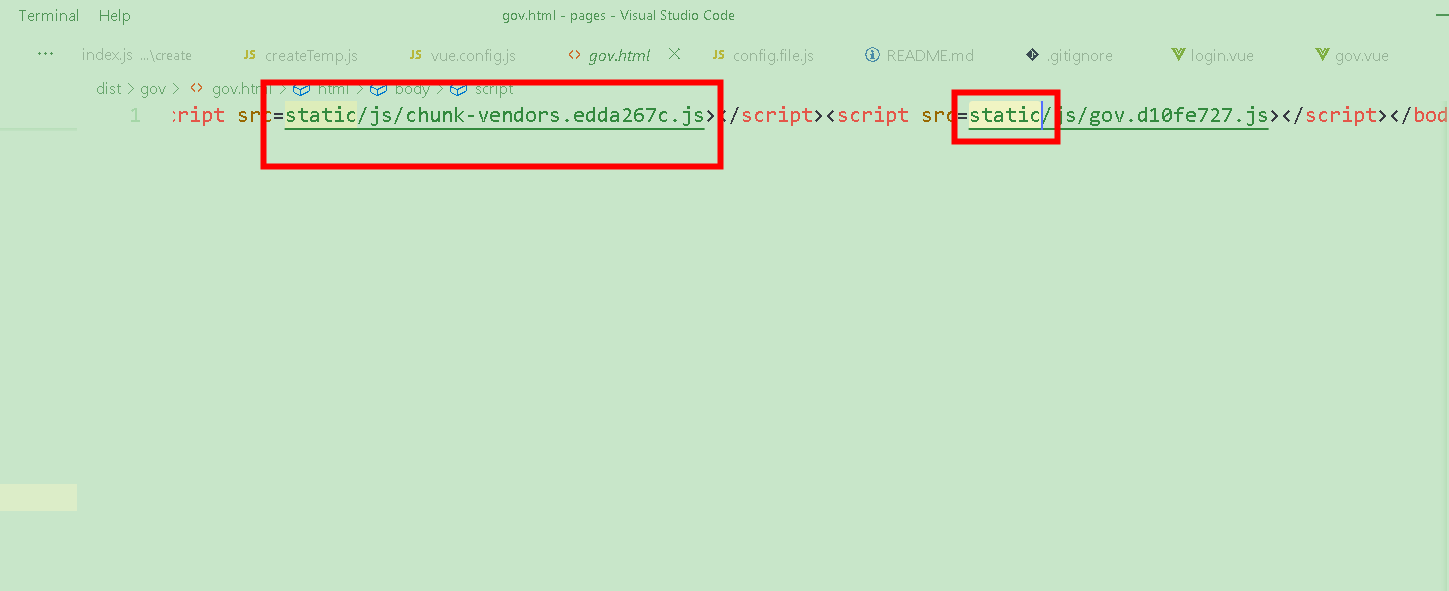 Terminal Help gov.html - pages - Visual Studio Code
··· index.js ...\create JS createTemp.js JS vue.config.js <> gov.html JS config.file.js README.md .gitignore login.vue gov.vue
dist > gov > <> gov.html > html > body > script
1 ript src=static/js/chunk-vendors.edda267c.js></script><script src=static/js/gov.d10fe727.js></script></bod